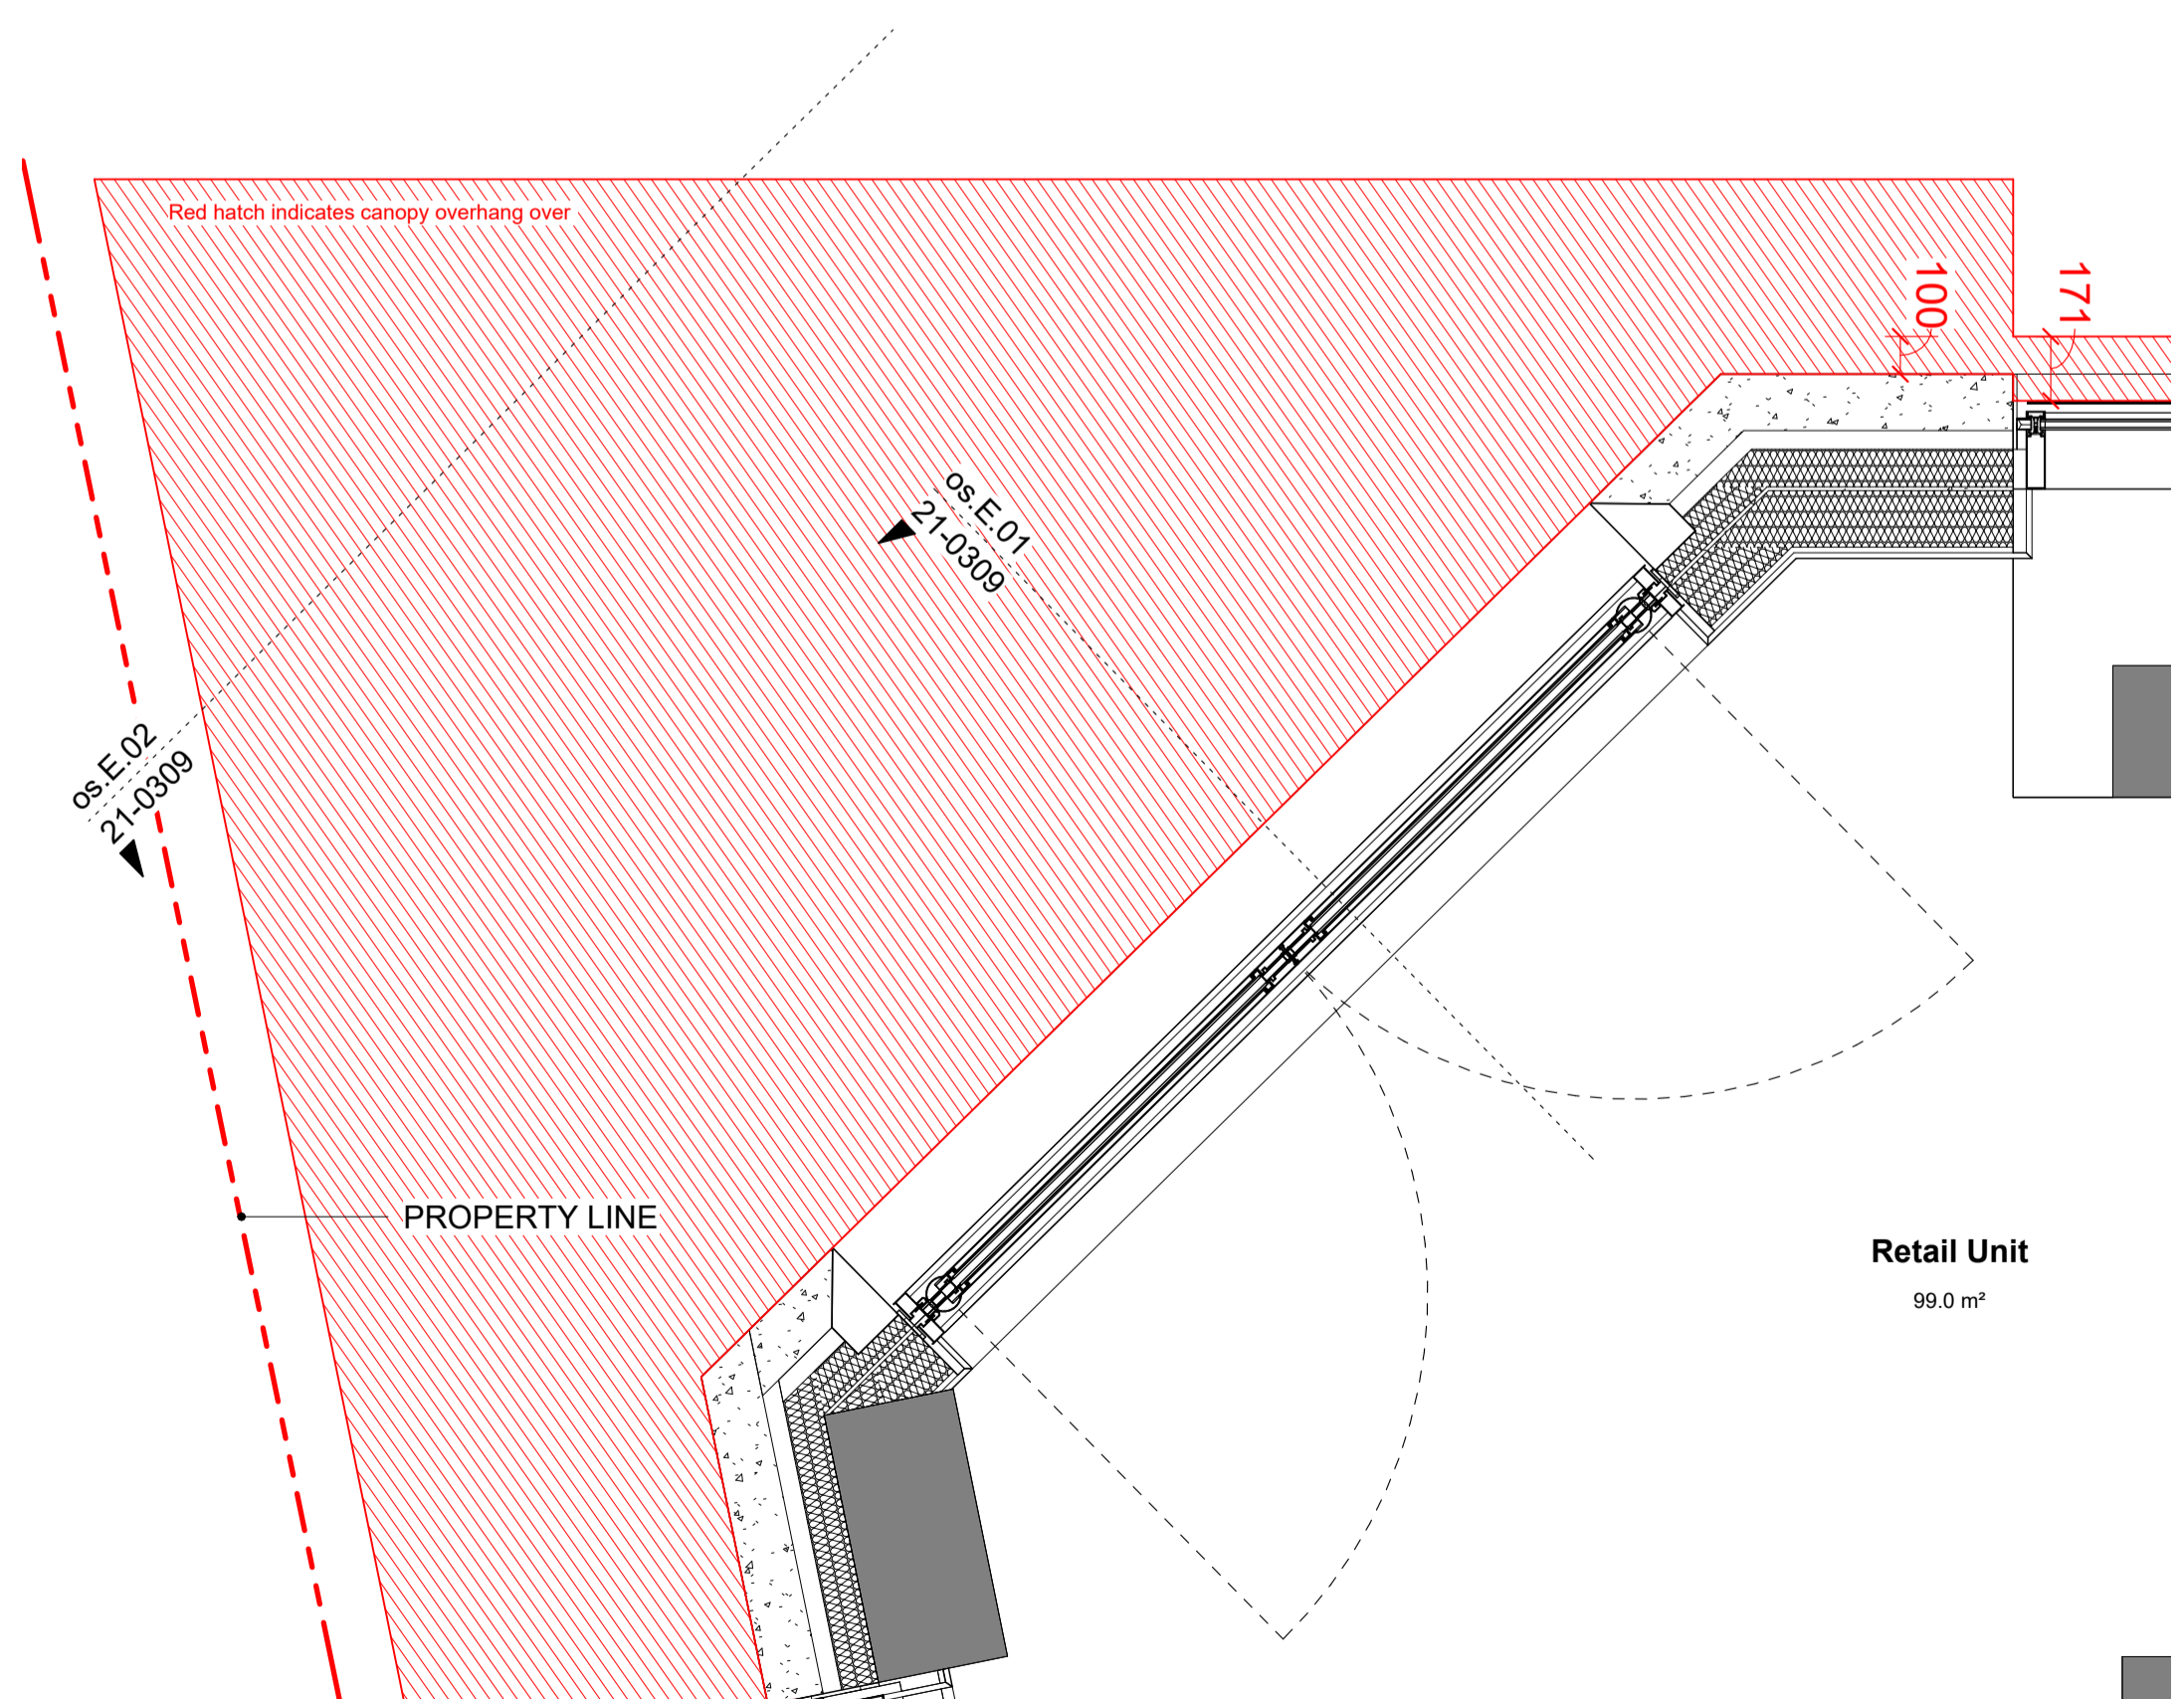 Red hatch indicates canopy overhang over
100
171
os.E.01
21-0309
os.E.02
21-0309
PROPERTY LINE
Retail Unit
99.0 m²